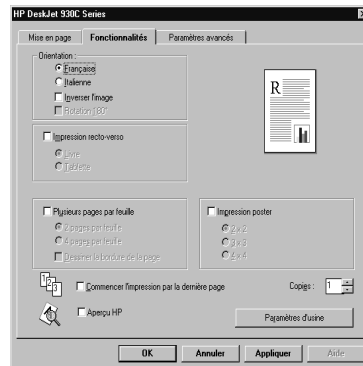 HP DeskJet 930C Series
Mise en page Fonctionnalités Paramètres avancés
Orientation :
Française
Italienne
Inverser l'image
Rotation 180°
R
Impression recto-verso
Livre
Tablette
Plusieurs pages par feuille
2 pages par feuille
4 pages par feuille
Dessiner la bordure de la page
Impression poster
2 x 2
3 x 3
4 x 4
1 2 3
Commencer l'impression par la dernière page
Copies : 1
Aperçu HP
Paramètres d'usine
OK Annuler Appliquer Aide